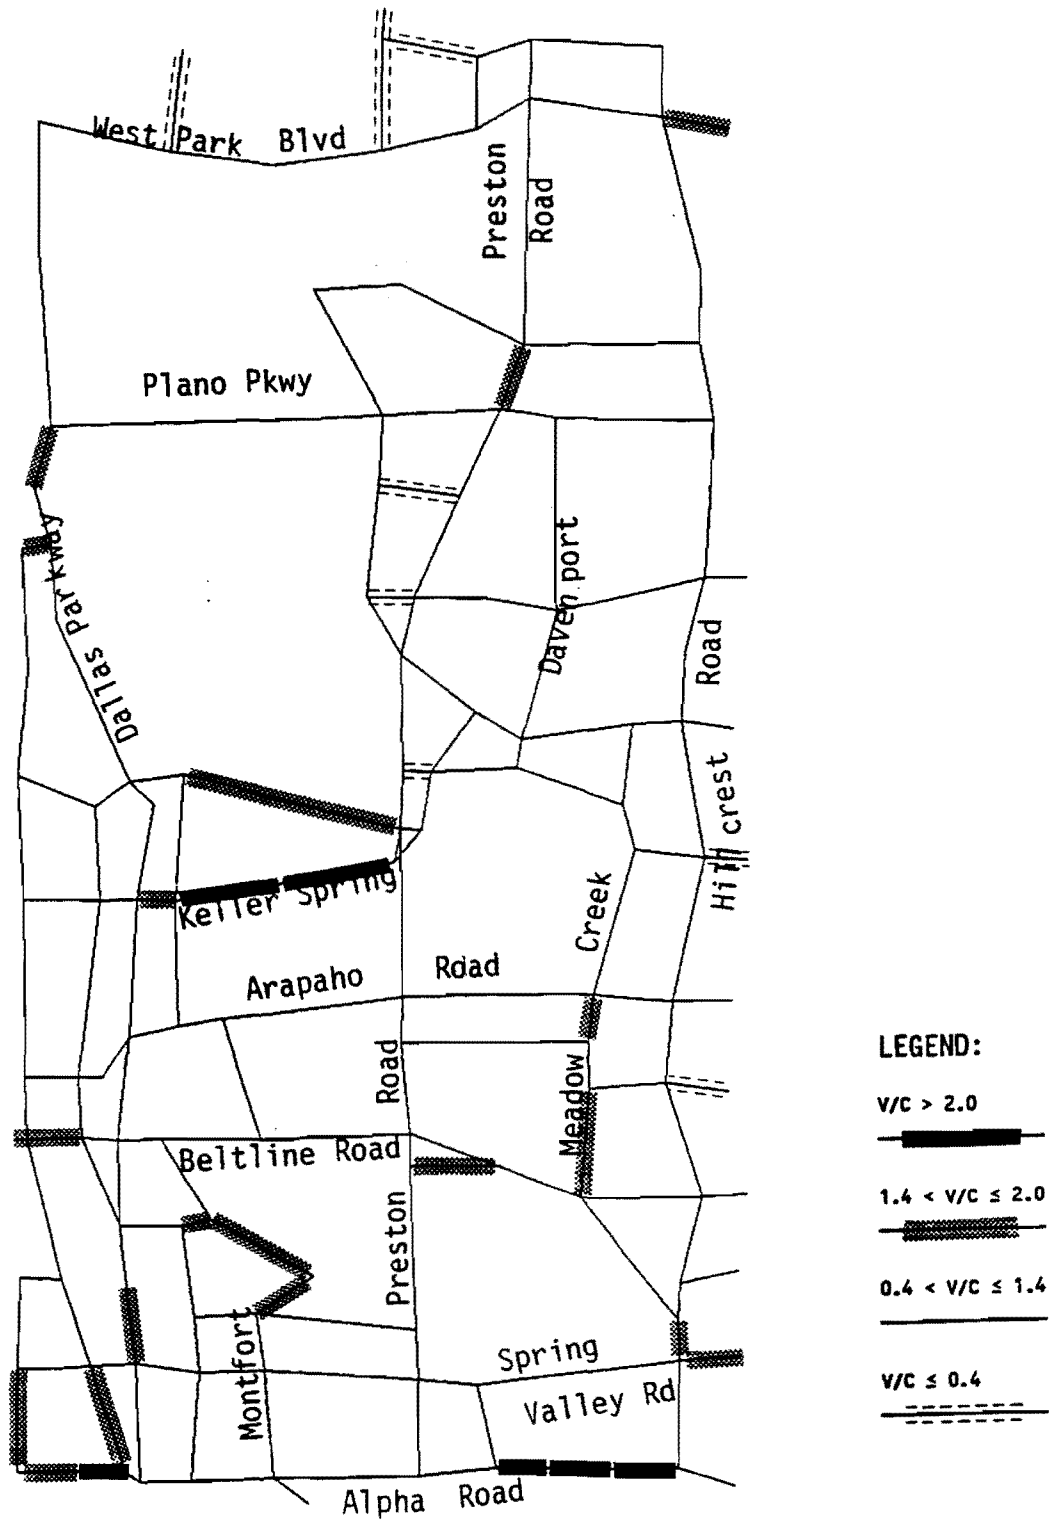 West Park Blvd
Preston
Road
Plano Pkwy
Dallas Parkway
Davenport
Road
Hillcrest
Keller Spring
Creek
Arapaho Road
Road
Meadow
Beltline Road
Preston
Montfort
Spring
Valley Rd
Alpha Road
LEGEND:
V/C > 2.0
1.4 < V/C ≤ 2.0
0.4 < V/C ≤ 1.4
V/C ≤ 0.4